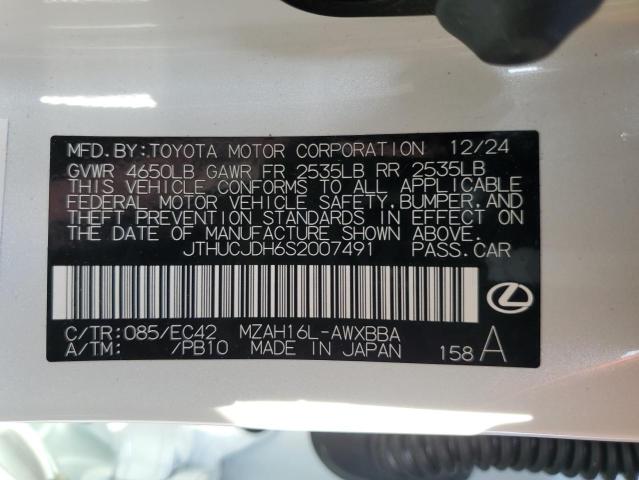 MFD.BY:TOYOTA MOTOR CORPORATION 12/24
GVWR 4650LB GAWR FR 2535LB RR 2535LB
THIS VEHICLE CONFORMS TO ALL APPLICABLE
FEDERAL MOTOR VEHICLE SAFETY,BUMPER,AND
THEFT PREVENTION STANDARDS IN EFFECT ON
THE DATE OF MANUFACTURE SHOWN ABOVE.
JTHUCJDH6S2007491 PASS.CAR
C/TR:085/EC42 MZAH16L-AWXBBA
A/TM: /PB10 MADE IN JAPAN 158 A